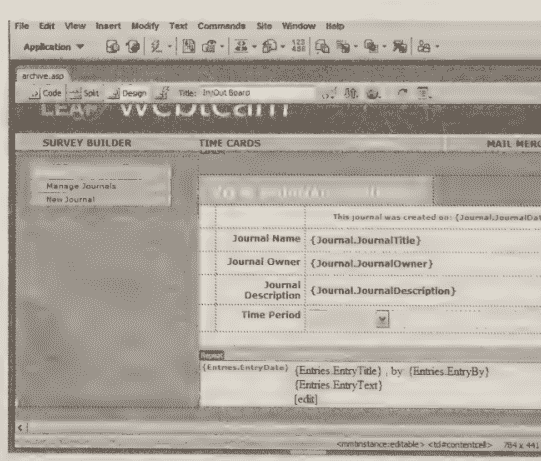 File Edit View Insert Modify Text Commands Site Window Help
Application
archive.asp
Code Split Design Title: In/Out Board
LEAP webteam
SURVEY BUILDER TIME CARDS MAIL MERG
Manage Journals
New Journal
This journal was created on: {Journal.JournalDat
Journal Name {Journal.JournalTitle}
Journal Owner {Journal.JournalOwner}
Journal
Description {Journal.JournalDescription}
Time Period
Repeat
{Entries.EntryDate} {Entries.EntryTitle} , by: {Entries.EntryBy}
{Entries.EntryText}
[edit]
<mmtinstance:editable> <td#contentcell> 784 x 441